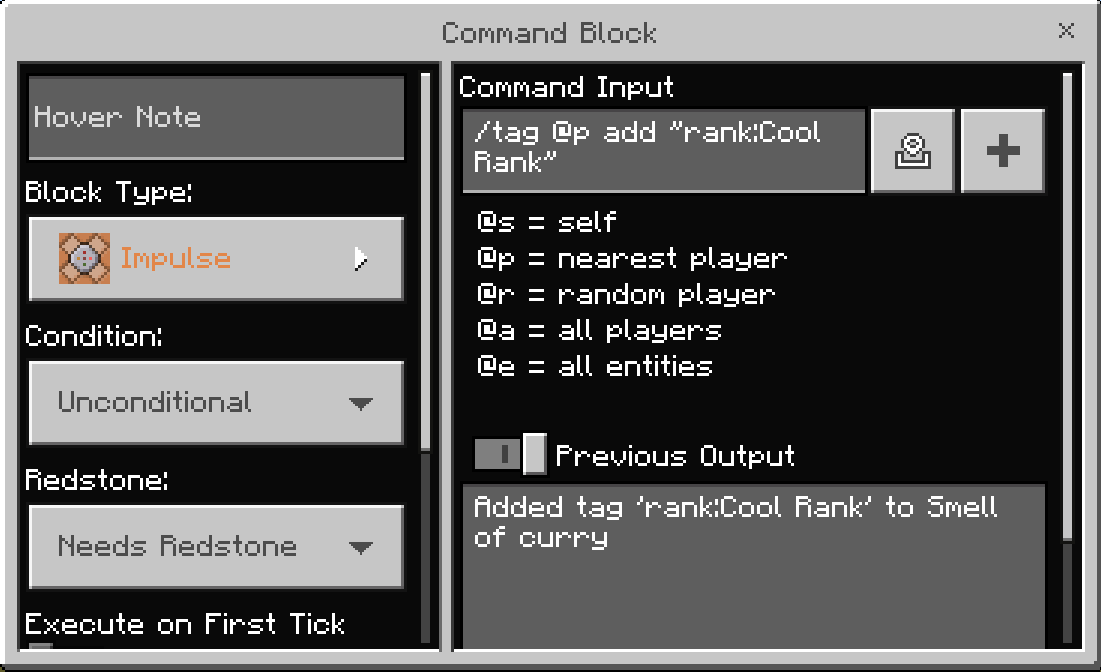 Command Block
Hover Note
Block Type:
Impulse
Condition:
Unconditional
Redstone:
Needs Redstone
Execute on First Tick
Command Input
/tag @p add "rank:Cool
Rank"
@s = self
@p = nearest player
@r = random player
@a = all players
@e = all entities
Previous Output
Added tag 'rank:Cool Rank' to Smell
of curry